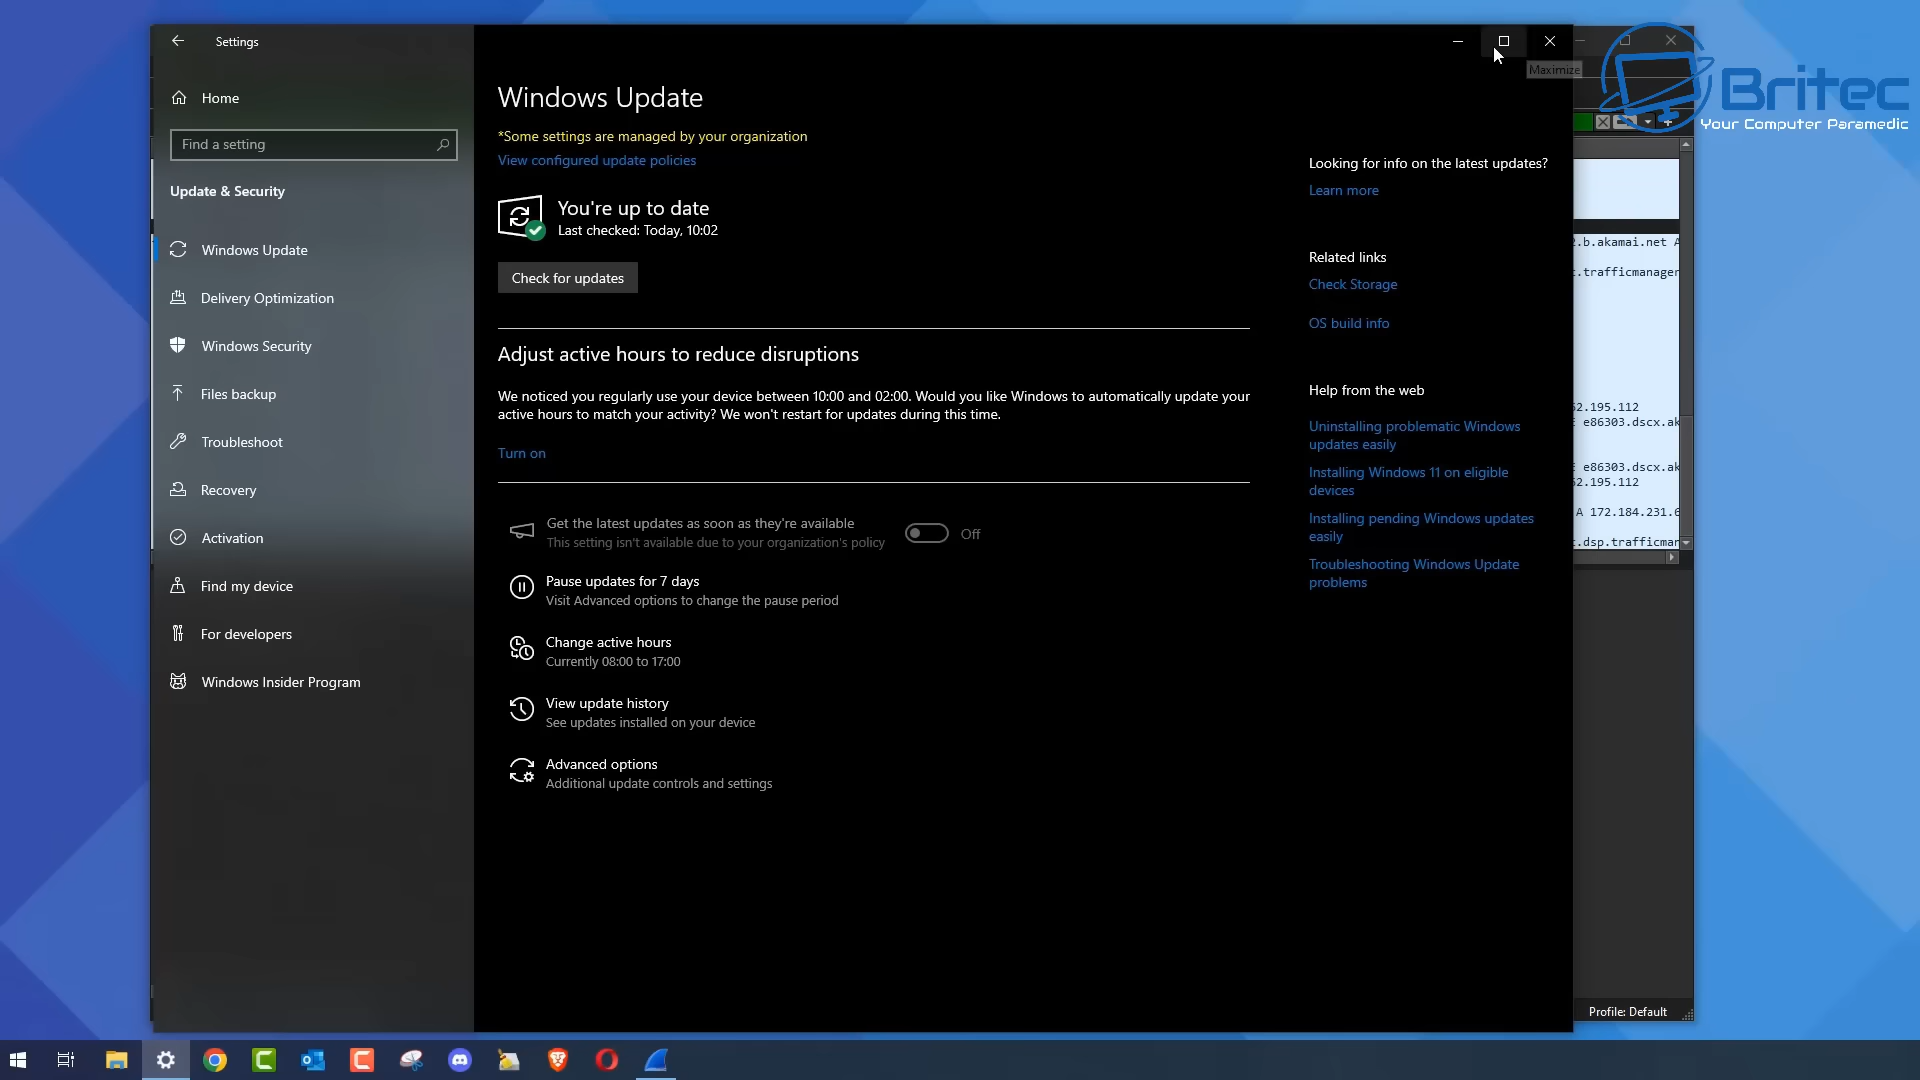 Settings
Home
Find a setting
Update & Security
Windows Update
Delivery Optimization
Windows Security
Files backup
Troubleshoot
Recovery
Activation
Find my device
For developers
Windows Insider Program
Windows Update
*Some settings are managed by your organization
View configured update policies
You're up to date
Last checked: Today, 10:02
Check for updates
Adjust active hours to reduce disruptions
We noticed you regularly use your device between 10:00 and 02:00. Would you like Windows to automatically update your
active hours to match your activity? We won't restart for updates during this time.
Turn on
Get the latest updates as soon as they're available
This setting isn't available due to your organization's policy
Off
Pause updates for 7 days
Visit Advanced options to change the pause period
Change active hours
Currently 08:00 to 17:00
View update history
See updates installed on your device
Advanced options
Additional update controls and settings
Maximize
Looking for info on the latest updates?
Learn more
Related links
Check Storage
OS build info
Help from the web
Uninstalling problematic Windows
updates easily
Installing Windows 11 on eligible
devices
Installing pending Windows updates
easily
Troubleshooting Windows Update
problems
Britec
Your Computer Paramedic
.b.akamai.net A
.trafficmanager
2.195.112
e86303.dscx.ak
e86303.dscx.ak
2.195.112
A 172.184.231.6
.dsp.trafficmar
Profile: Default